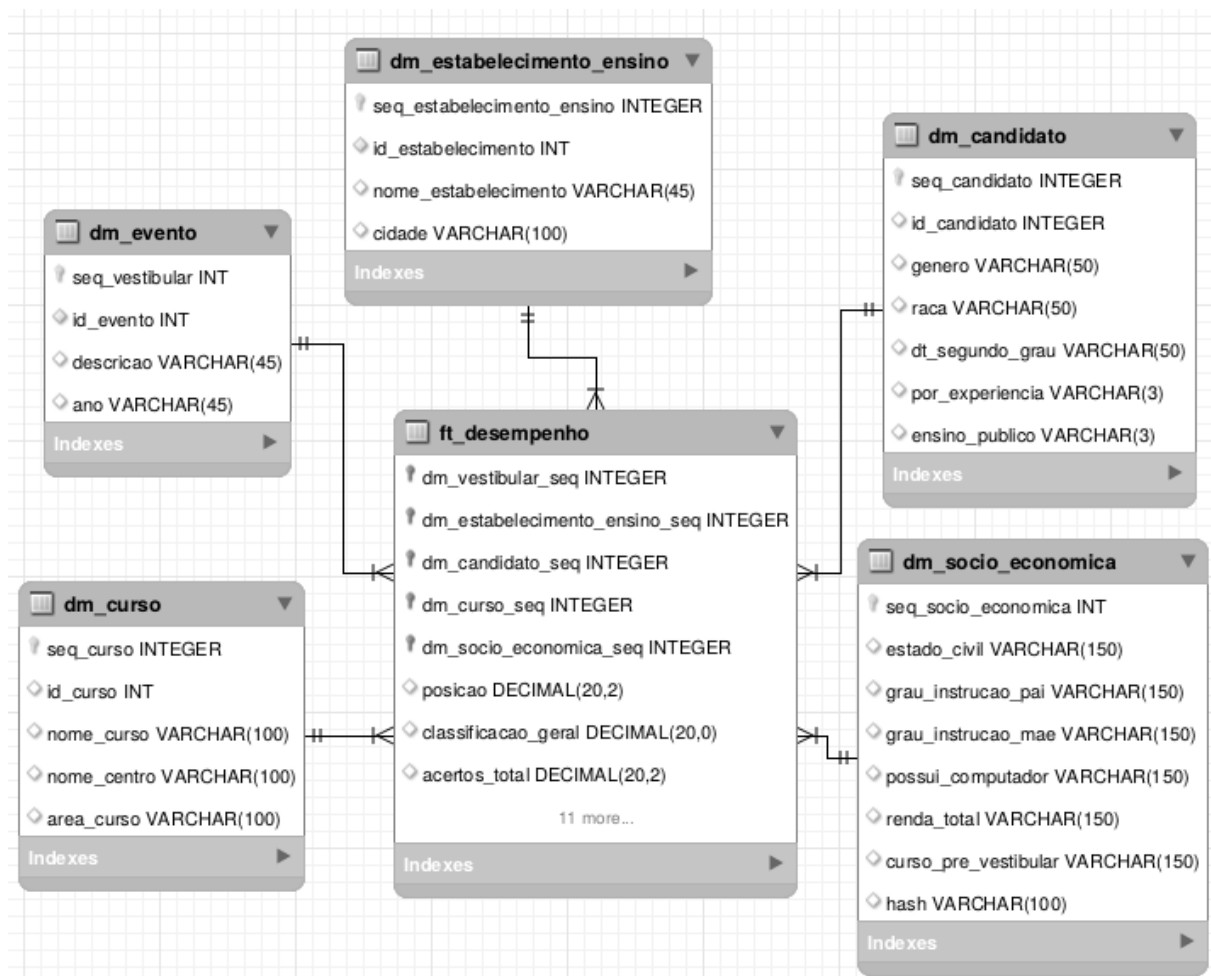 dm_estabelecimento_ensino
seq_estabelecimento_ensino INTEGER
id_estabelecimento INT
nome_estabelecimento VARCHAR(45)
cidade VARCHAR(100)
Indexes
dm_candidato
seq_candidato INTEGER
id_candidato INTEGER
genero VARCHAR(50)
raca VARCHAR(50)
dt_segundo_grau VARCHAR(50)
por_experiencia VARCHAR(3)
ensino_publico VARCHAR(3)
Indexes
dm_evento
seq_vestibular INT
id_evento INT
descricao VARCHAR(45)
ano VARCHAR(45)
Indexes
ft_desempenho
dm_vestibular_seq INTEGER
dm_estabelecimento_ensino_seq INTEGER
dm_candidato_seq INTEGER
dm_curso_seq INTEGER
dm_socio_economica_seq INTEGER
posicao DECIMAL(20,2)
classificação_geral DECIMAL(20,0)
acertos_total DECIMAL(20,2)
11 more...
Indexes
dm_curso
seq_curso INTEGER
id_curso INT
nome_curso VARCHAR(100)
nome_centro VARCHAR(100)
area_curso VARCHAR(100)
Indexes
dm_socio_economica
seq_socio_economica INT
estado_civil VARCHAR(150)
grau_instrucao_pai VARCHAR(150)
grau_instrucao_mae VARCHAR(150)
possui_computador VARCHAR(150)
renda_total VARCHAR(150)
curso_pre_vestibular VARCHAR(150)
hash VARCHAR(100)
Indexes